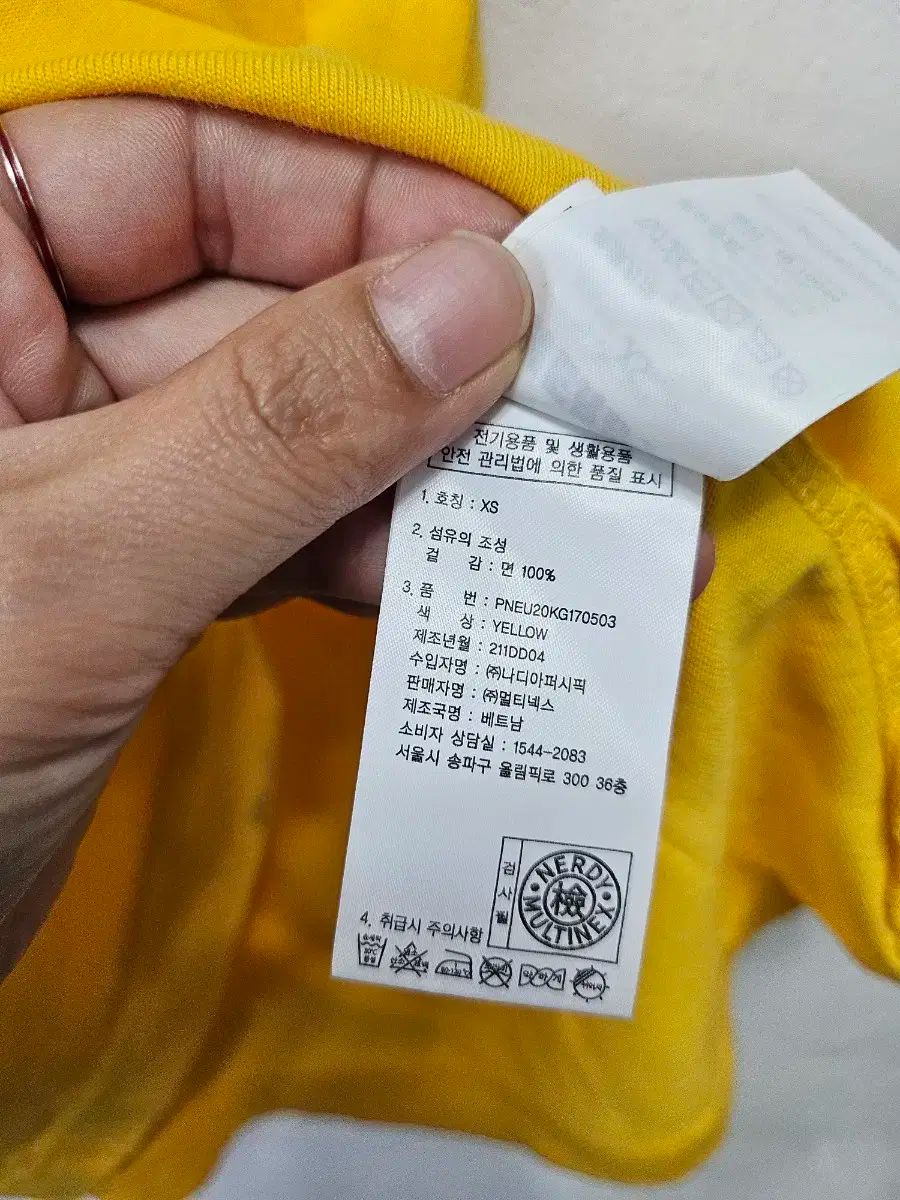 전기용품 및 생활용품
안전 관리법에 의한 품질 표시
1. 호칭 : XS
2. 섬유의 조성
겉 감 : 면 100%
3. 품 번 : PNEU20KG170503
색 상 : YELLOW
제조년월 : 211DD04
수입자명 : ㈜나디아퍼시픽
판매자명 : ㈜멀티넥스
제조국명 : 베트남
소비자 상담실 : 1544-2083
서울시 송파구 올림픽로 300 36층
검사필
NERDY
檢
MULTINEX
4. 취급시 주의사항